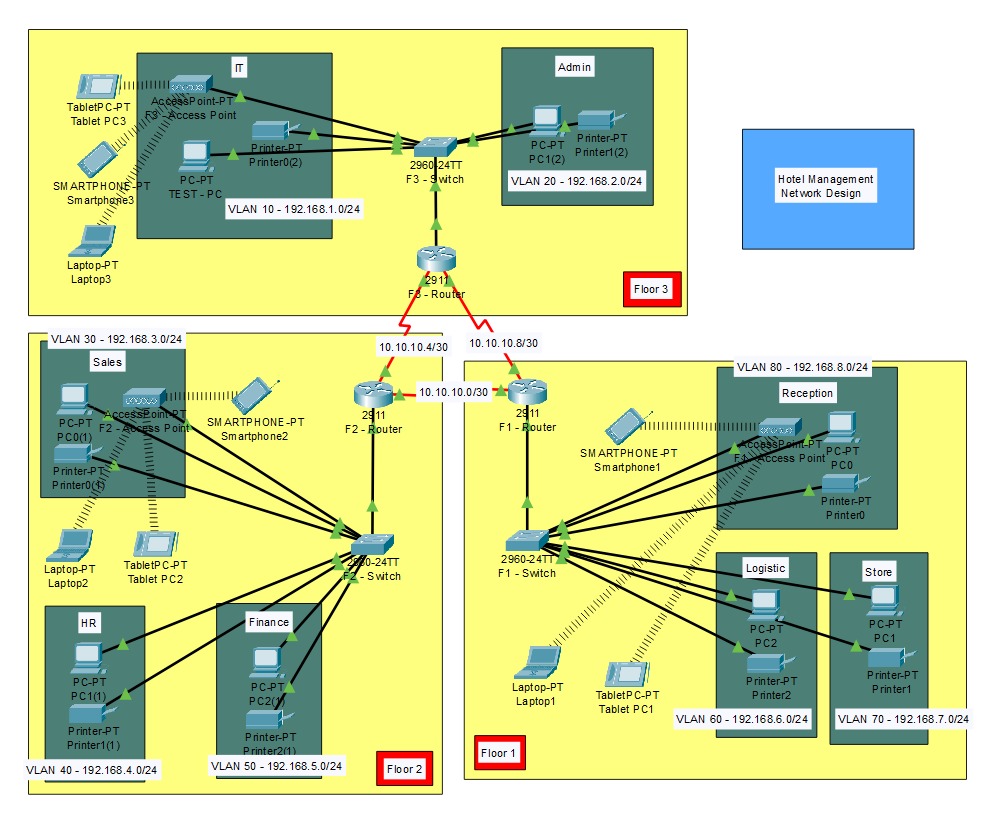 IT
TabletPC-PT
Tablet PC3
AccessPoint-PT
F3 - Access Point
Printer-PT
Printer0(2)
SMARTPHONE-PT
Smartphone3
PC-PT
TEST - PC
VLAN 10 - 192.168.1.0/24
Laptop-PT
Laptop3
2960-24TT
F3 - Switch
Admin
PC-PT
PC1(2)
Printer-PT
Printer1(2)
VLAN 20 - 192.168.2.0/24
2911
F3 - Router
Floor 3
Hotel Management
Network Design
10.10.10.4/30
10.10.10.8/30
10.10.10.0/30
VLAN 30 - 192.168.3.0/24
Sales
PC-PT
PC0(1)
AccessPoint-PT
F2 - Access Point
Printer-PT
Printer0(1)
SMARTPHONE-PT
Smartphone2
2911
F2 - Router
Laptop-PT
Laptop2
TabletPC-PT
Tablet PC2
2960-24TT
F2 - Switch
HR
PC-PT
PC1(1)
Printer-PT
Printer1(1)
VLAN 40 - 192.168.4.0/24
Finance
PC-PT
PC2(1)
Printer-PT
Printer2(1)
VLAN 50 - 192.168.5.0/24
Floor 2
2911
F1 - Router
VLAN 80 - 192.168.8.0/24
Reception
SMARTPHONE-PT
Smartphone1
AccessPoint-PT
F1 - Access Point
PC-PT
PC0
Printer-PT
Printer0
2960-24TT
F1 - Switch
Logistic
PC-PT
PC2
Printer-PT
Printer2
VLAN 60 - 192.168.6.0/24
Store
PC-PT
PC1
Printer-PT
Printer1
VLAN 70 - 192.168.7.0/24
Laptop-PT
Laptop1
TabletPC-PT
Tablet PC1
Floor 1